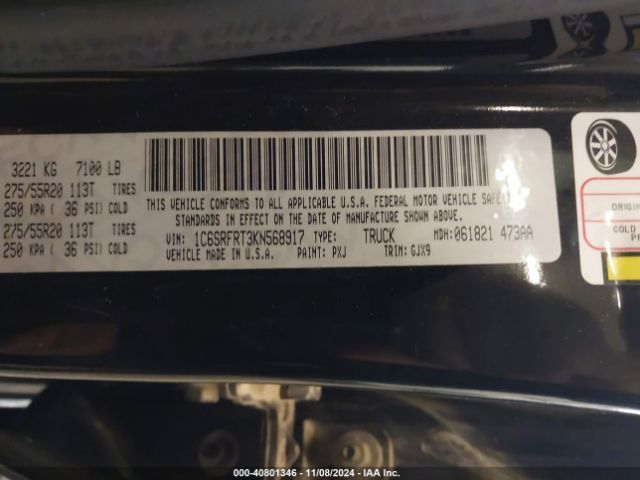 3221 KG 7100 LB
275/55R20 113T TIRES
250 KPA ( 36 PSI) COLD
275/55R20 113T TIRES
250 KPA ( 36 PSI) COLD
THIS VEHICLE CONFORMS TO ALL APPLICABLE U.S.A. FEDERAL MOTOR VEHICLE SAFETY
STANDARDS IN EFFECT ON THE DATE OF MANUFACTURE SHOWN ABOVE.
VIN: 1C6SRFRT3KN568917 TYPE: TRUCK MDH: 061821 473AA
VEHICLE MADE IN U.S.A. PAINT: PXJ TRIM: GJX9
ORIGIN
COLD
PR
000-40801346 - 11/08/2024 - IAA Inc.